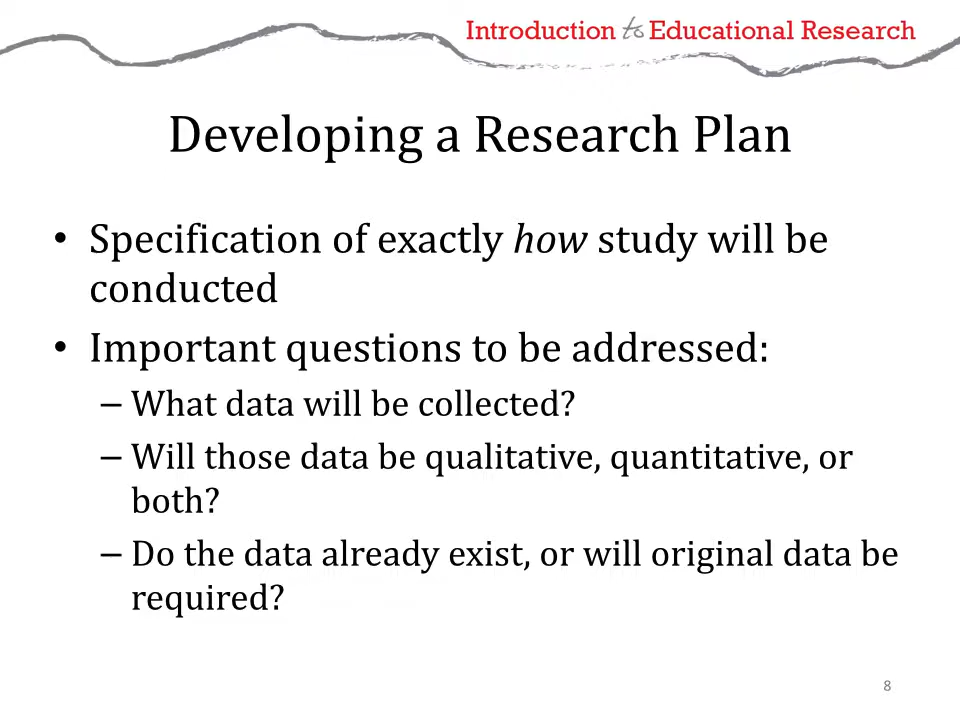 Introduction to Educational Research
Developing a Research Plan
• Specification of exactly how study will be
conducted
• Important questions to be addressed:
– What data will be collected?
– Will those data be qualitative, quantitative, or
both?
– Do the data already exist, or will original data be
required?
8